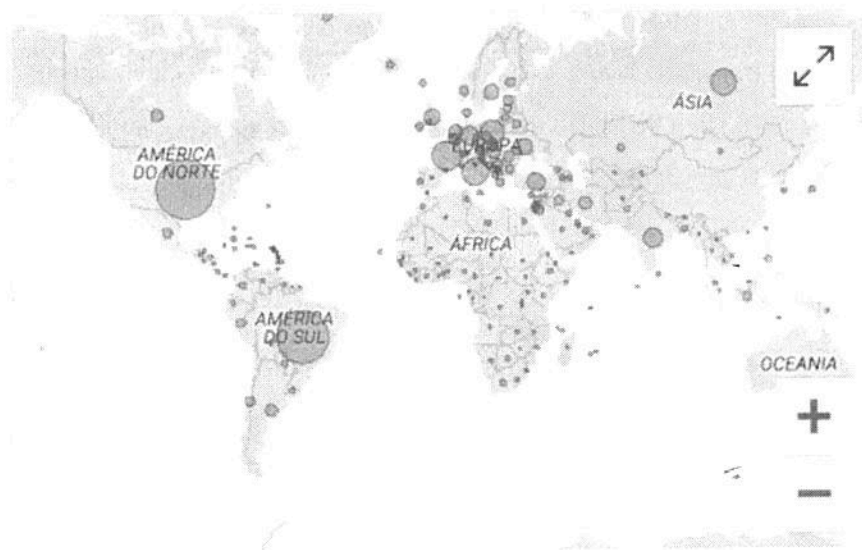 ÁSIA
EUROPA
AMÉRICA
DO NORTE
ÁFRICA
AMÉRICA
DO SUL
OCEANIA